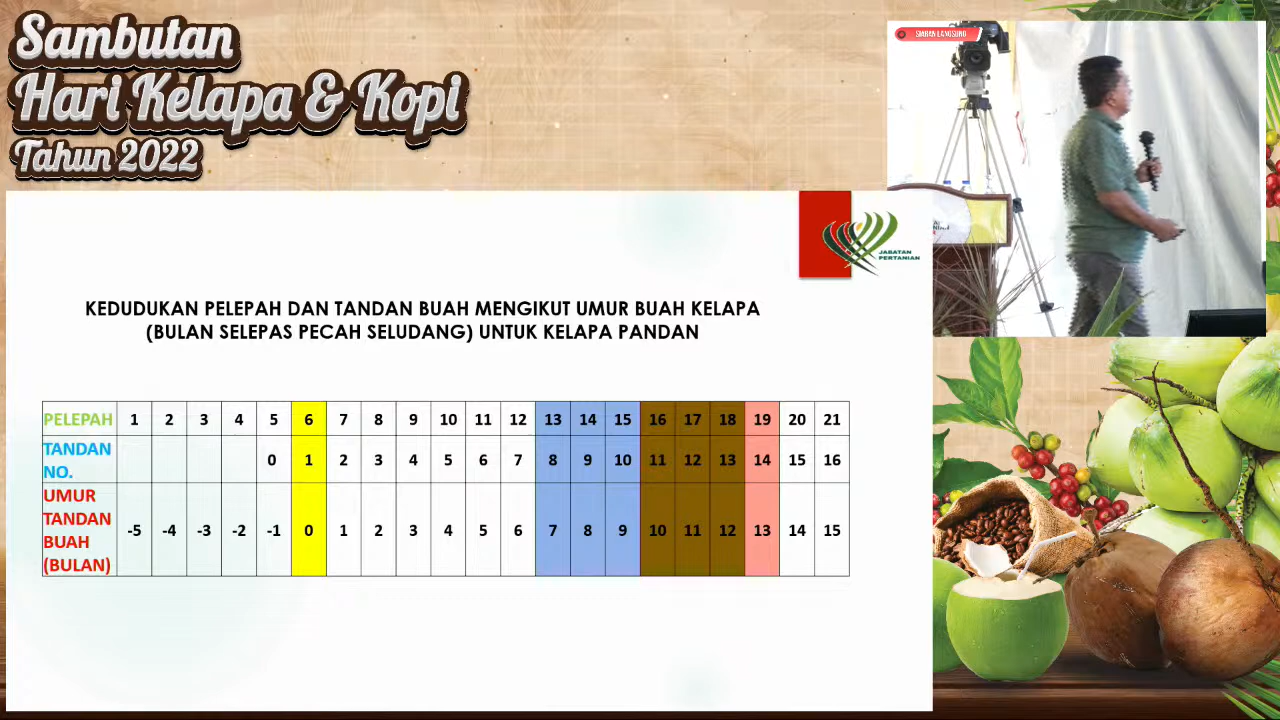 Sambutan
Hari Kelapa & Kopi
Tahun 2022
SIARAN LANGSUNG
JABATAN
PERTANIAN
KEDUDUKAN PELEPAH DAN TANDAN BUAH MENGIKUT UMUR BUAH KELAPA
(BULAN SELEPAS PECAH SELUDANG) UNTUK KELAPA PANDAN
PELEPAH 1 2 3 4 5 6 7 8 9 10 11 12 13 14 15 16 17 18 19 20 21
TANDAN NO. 0 1 2 3 4 5 6 7 8 9 10 11 12 13 14 15 16
UMUR TANDAN BUAH (BULAN) -5 -4 -3 -2 -1 0 1 2 3 4 5 6 7 8 9 10 11 12 13 14 15